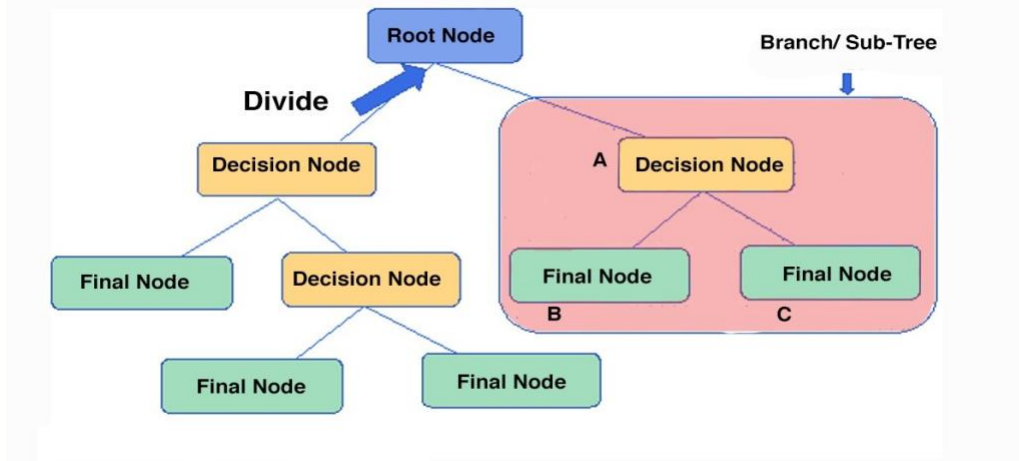 Root Node
Branch/ Sub-Tree
Divide
Decision Node
A
Decision Node
Final Node
Decision Node
Final Node
Final Node
B
C
Final Node
Final Node